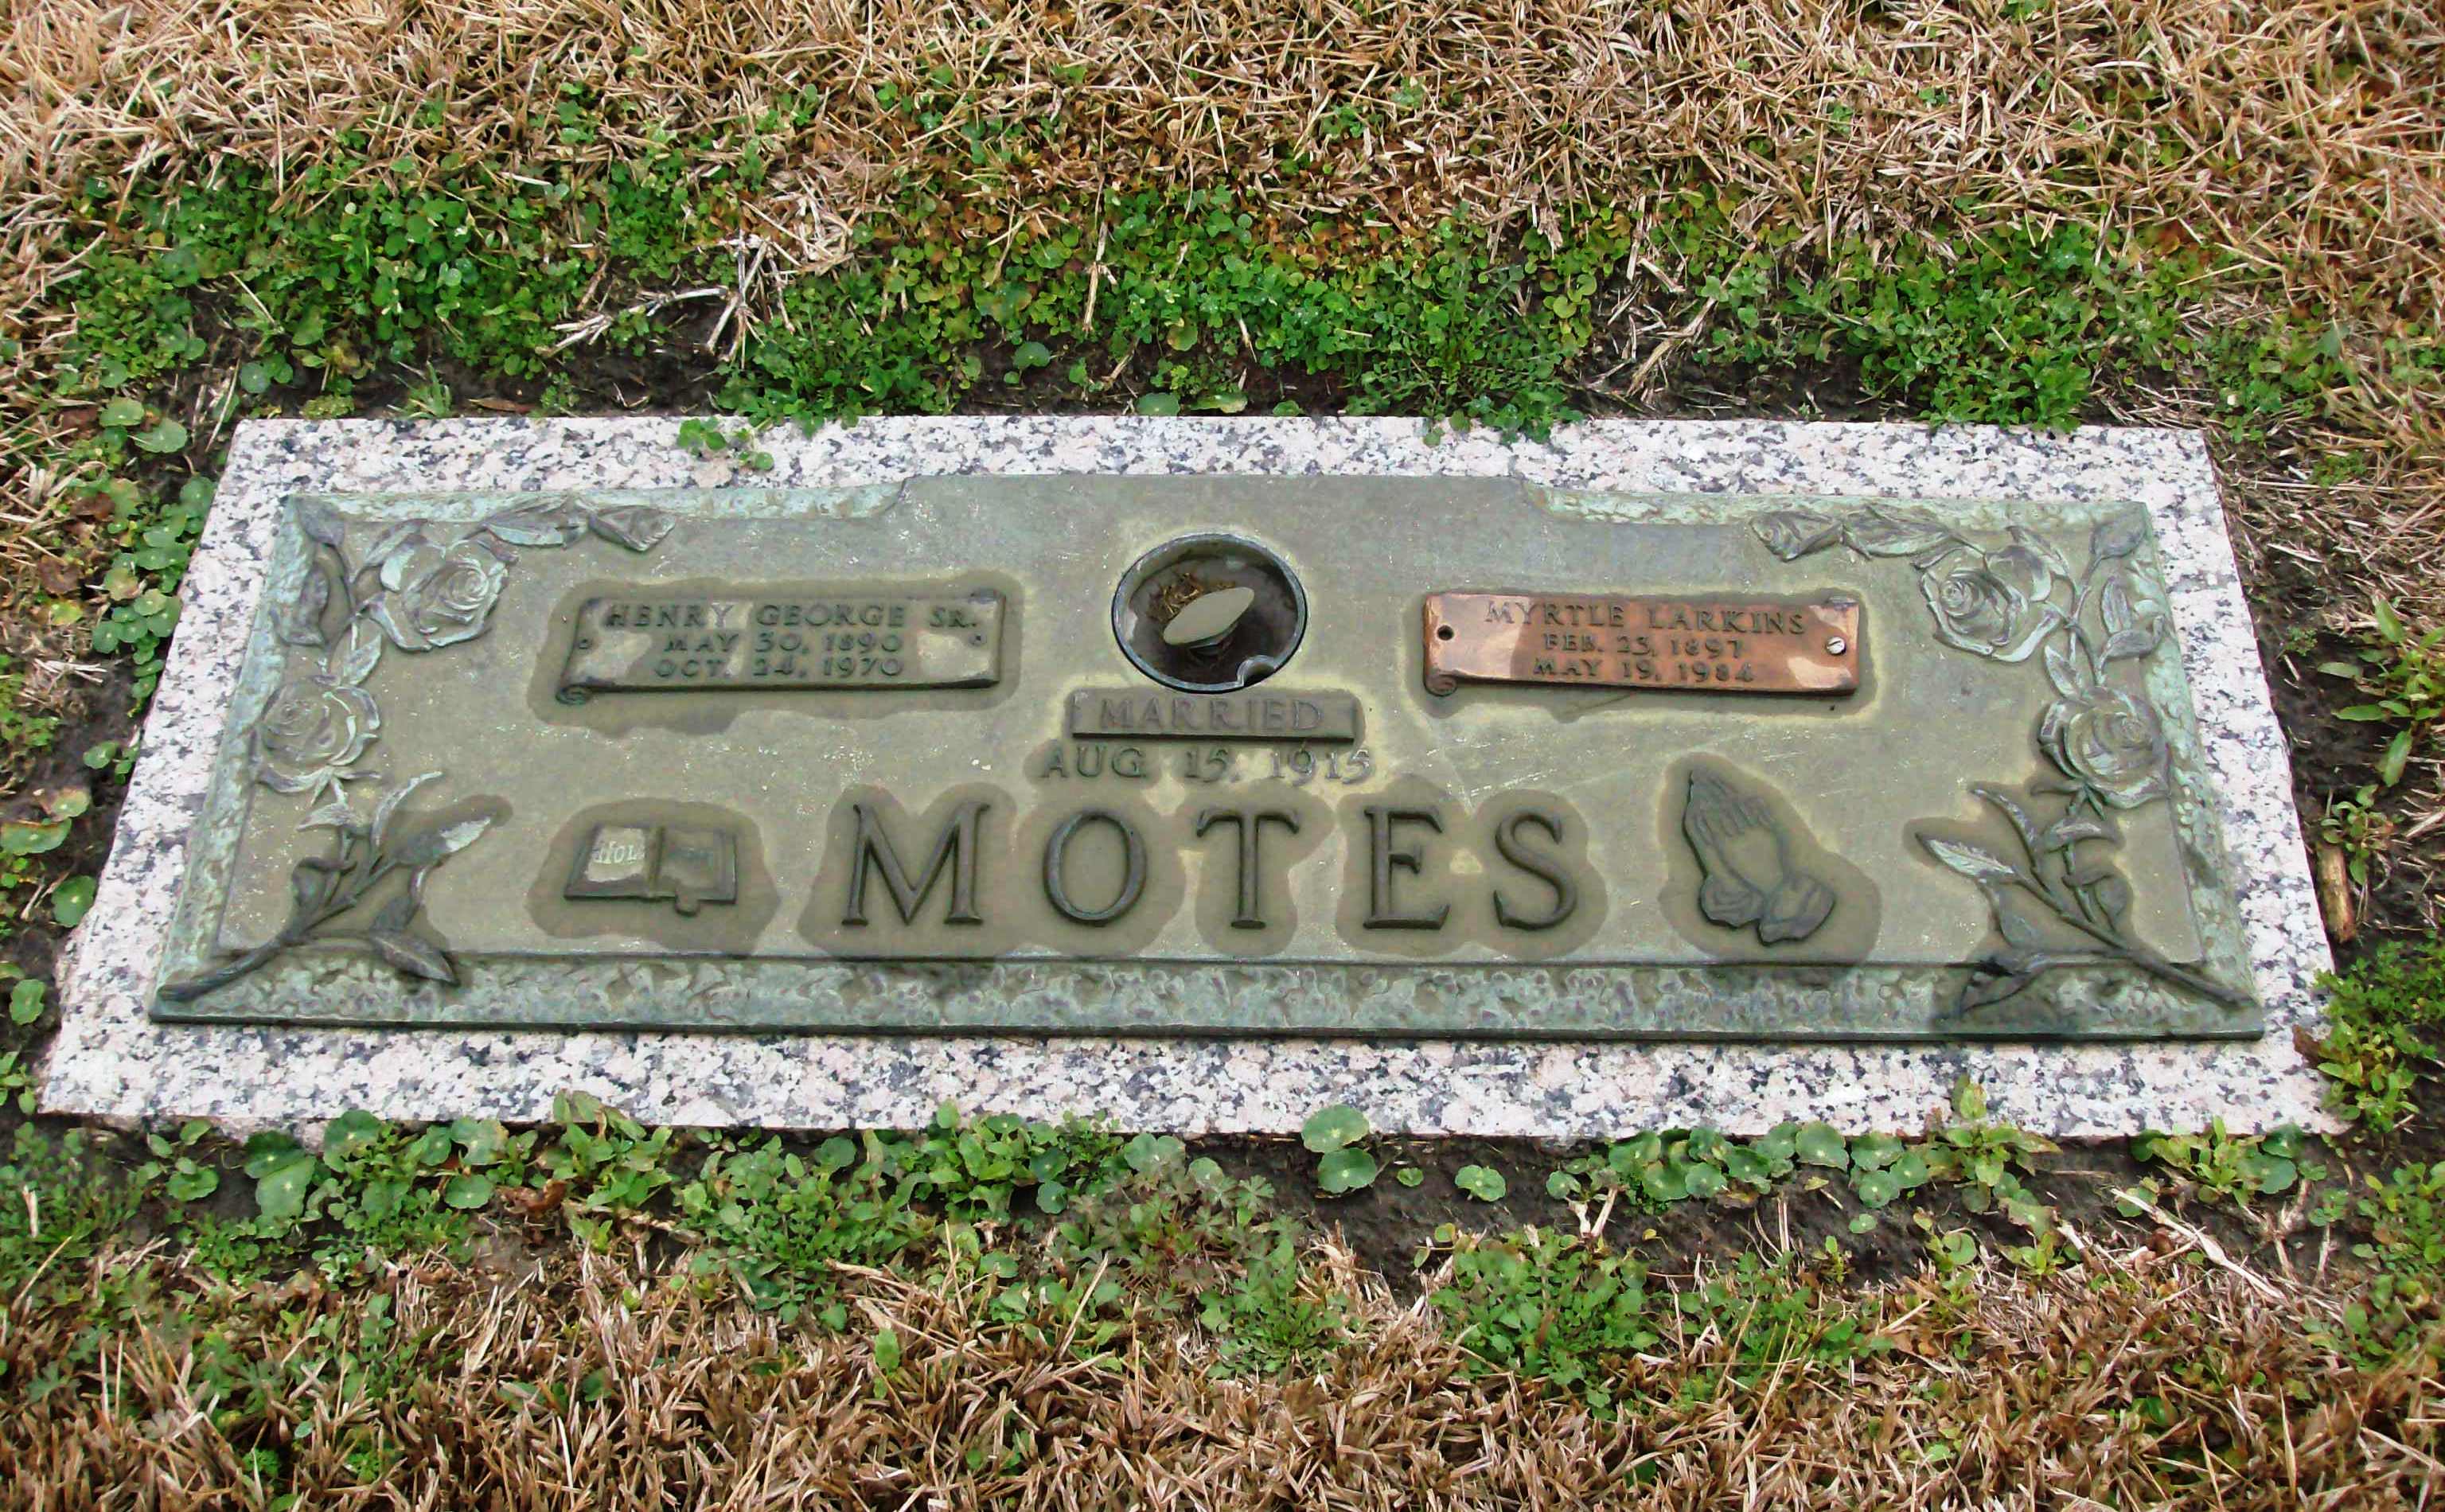 HENRY GEORGE SR.
MAY 30, 1890
OCT. 24, 1970
MYRTLE LARKINS
FEB. 23, 1897
MAY 19, 1984
MARRIED
AUG 15, 1915
HOL
MOTES